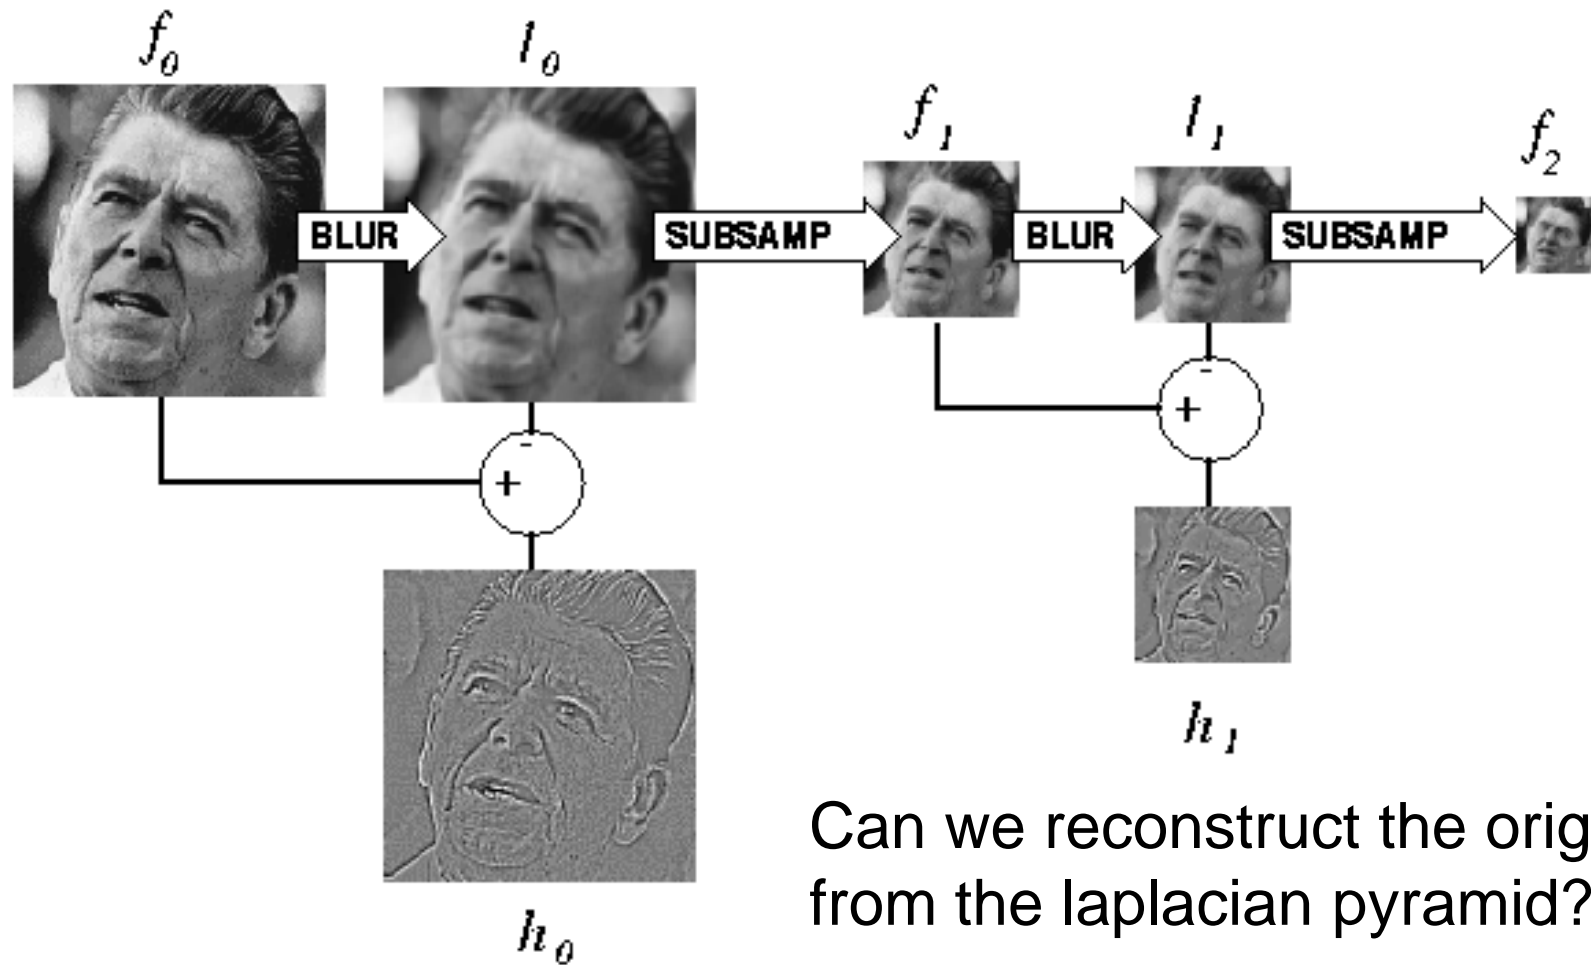 f0
l0
f1
l1
f2
BLUR
SUBSAMP
BLUR
SUBSAMP
-
+
-
+
h1
h0
Can we reconstruct the orig
from the laplacian pyramid?